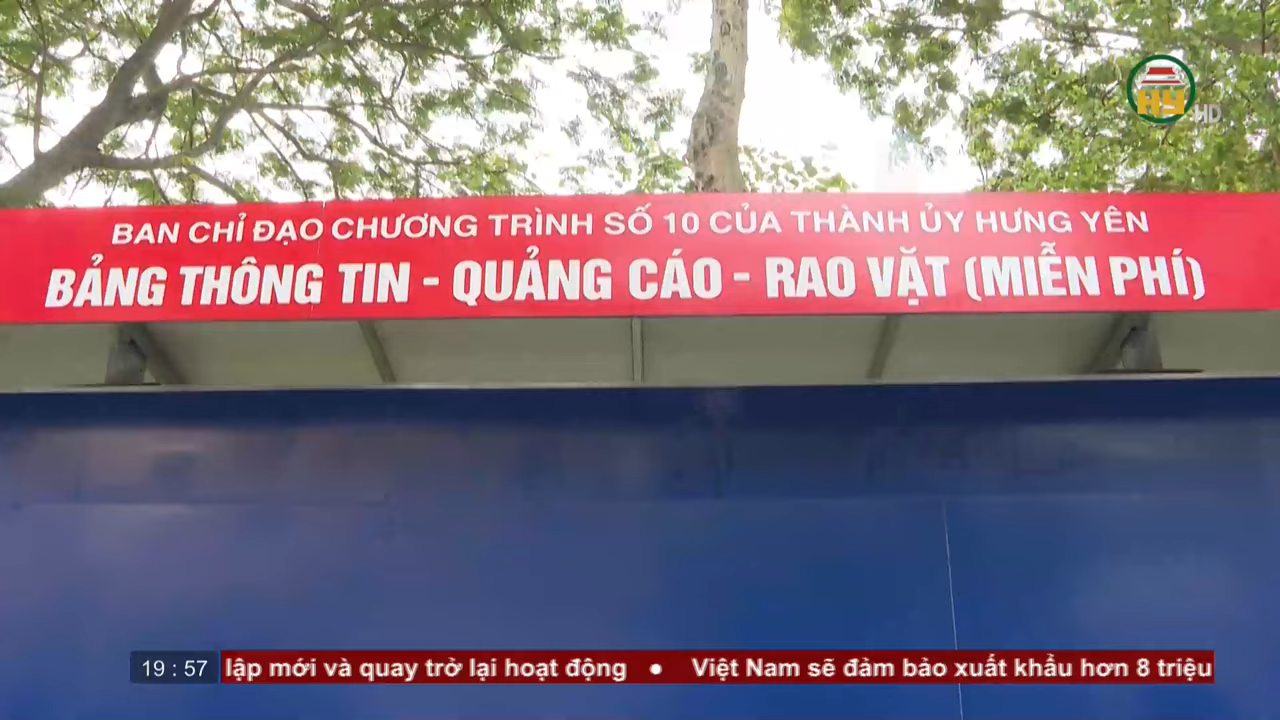 HY HD
BAN CHỈ ĐẠO CHƯƠNG TRÌNH SỐ 10 CỦA THÀNH ỦY HƯNG YÊN
BẢNG THÔNG TIN - QUẢNG CÁO - RAO VẶT (MIỄN PHÍ)
19 : 57 lập mới và quay trở lại hoạt động ● Việt Nam sẽ đảm bảo xuất khẩu hơn 8 triệu